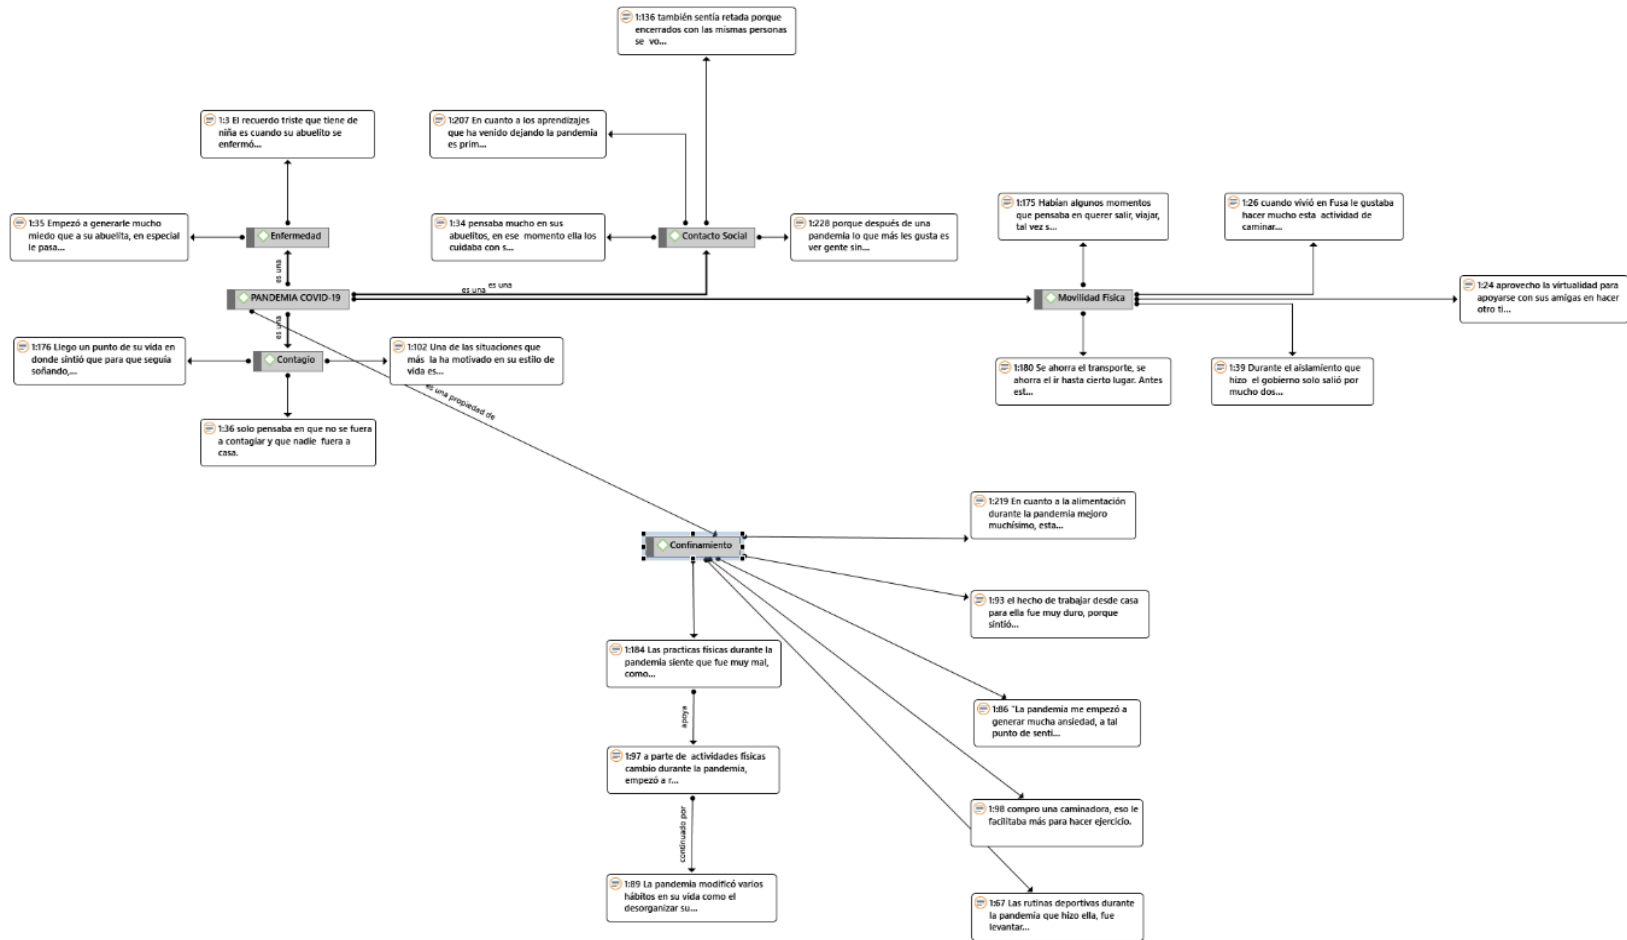 1:136 también sentía retada porque
encerrados con las mismas personas
se vo...
1:3 El recuerdo triste que tiene de
niña es cuando su abuelito se
enfermó...
1:207 En cuanto a los aprendizajes
que ha venido dejando la pandemia
es prim...
1:35 Empezó a generarle mucho
miedo que a su abuelita, en especial
le pasa...
Enfermedad
1:34 pensaba mucho en sus
abuelitos, en ese momento ella los
cuidaba con s...
Contacto Social
1:228 porque después de una
pandemia lo que más les gusta es
ver gente sin...
1:175 Habían algunos momentos
que pensaba en querer salir, viajar,
tal vez s...
1:26 cuando vivió en Fusa le gustaba
hacer mucho esta actividad de
caminar...
es una
es una
es una
PANDEMIA COVID-19
Movilidad Física
1:24 aprovecho la virtualidad para
apoyarse con sus amigas en hacer
otro ti...
es una
1:176 Llego un punto de su vida en
donde sintió que para que seguía
soñando,...
Contagio
1:102 Una de las situaciones que
más la ha motivado en su estilo de
vida es...
1:180 Se ahorra el transporte, se
ahorra el ir hasta cierto lugar. Antes
est...
1:39 Durante el aislamiento que
hizo el gobierno solo salió por
mucho dos...
es una propiedad de
1:36 solo pensaba en que no se fuera
a contagiar y que nadie fuera a
casa.
1:219 En cuanto a la alimentación
durante la pandemia mejoro
muchísimo, esta...
Confinamiento
1:93 el hecho de trabajar desde casa
para ella fue muy duro, porque
sintió...
1:184 Las practicas físicas durante la
pandemia siente que fue muy mal,
como...
apoya
1:86 "La pandemia me empezó a
generar mucha ansiedad, a tal
punto de senti...
1:97 a parte de actividades físicas
cambio durante la pandemia,
empezó a r...
continuado por
1:98 compro una caminadora, eso le
facilitaba más para hacer ejercicio.
1:89 La pandemia modificó varios
hábitos en su vida como el
desorganizar su...
1:67 Las rutinas deportivas durante
la pandemia que hizo ella, fue
levantar...